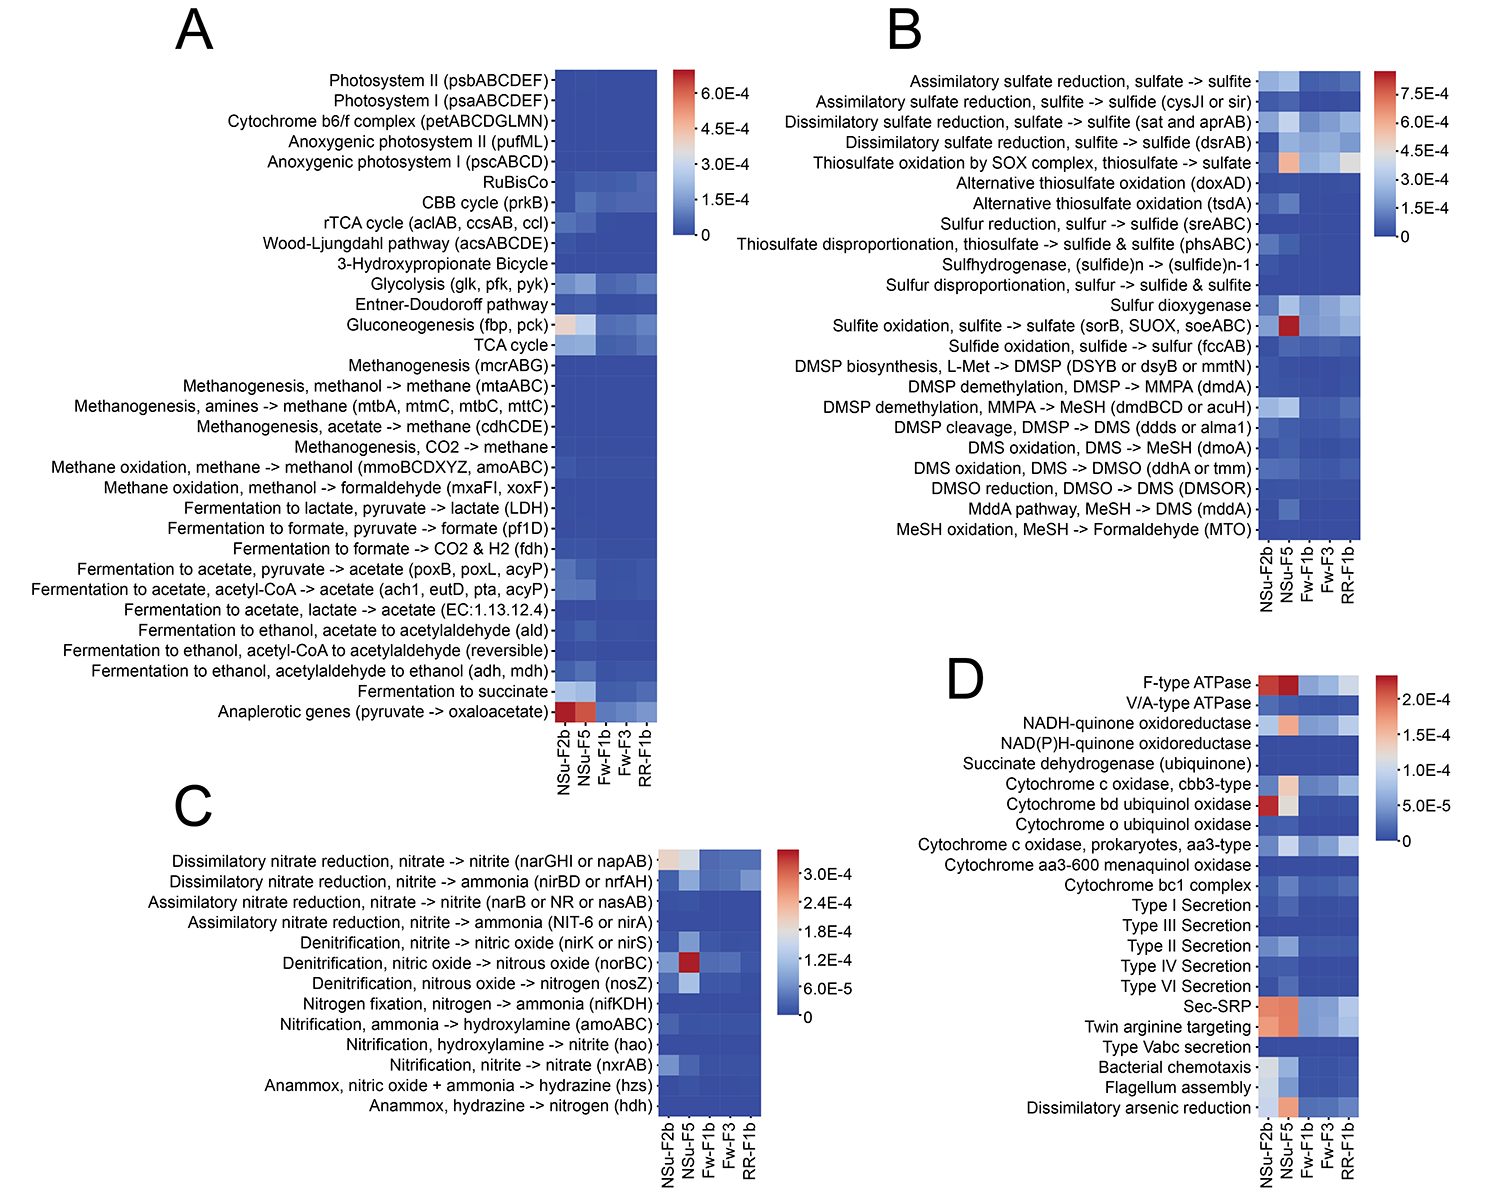 A
Photosystem II (psbABCDEF)
Photosystem I (psaABCDEF)
Cytochrome b6/f complex (petABCDGLMN)
Anoxygenic photosystem II (pufML)
Anoxygenic photosystem I (pscABCD)
RuBisCo
CBB cycle (prkB)
rTCA cycle (aclAB, ccsAB, ccl)
Wood-Ljungdahl pathway (acsABCDE)
3-Hydroxypropionate Bicycle
Glycolysis (glk, pfk, pyk)
Entner-Doudoroff pathway
Gluconeogenesis (fbp, pck)
TCA cycle
Methanogenesis (mcrABG)
Methanogenesis, methanol -> methane (mtaABC)
Methanogenesis, amines -> methane (mtbA, mtmC, mtbC, mttC)
Methanogenesis, acetate -> methane (cdhCDE)
Methanogenesis, CO2 -> methane
Methane oxidation, methane -> methanol (mmoBCDXYZ, amoABC)
Methane oxidation, methanol -> formaldehyde (mxaFI, xoxF)
Fermentation to lactate, pyruvate -> lactate (LDH)
Fermentation to formate, pyruvate -> formate (pf1D)
Fermentation to formate -> CO2 & H2 (fdh)
Fermentation to acetate, pyruvate -> acetate (poxB, poxL, acyP)
Fermentation to acetate, acetyl-CoA -> acetate (ach1, eutD, pta, acyP)
Fermentation to acetate, lactate -> acetate (EC:1.13.12.4)
Fermentation to ethanol, acetate to acetylaldehyde (ald)
Fermentation to ethanol, acetyl-CoA to acetylaldehyde (reversible)
Fermentation to ethanol, acetylaldehyde to ethanol (adh, mdh)
Fermentation to succinate
Anaplerotic genes (pyruvate -> oxaloacetate)
NSu-F2b
NSu-F5
Fw-F1b
Fw-F3
RR-F1b
6.0E-4
4.5E-4
3.0E-4
1.5E-4
0
B
Assimilatory sulfate reduction, sulfate -> sulfite
Assimilatory sulfate reduction, sulfite -> sulfide (cysJI or sir)
Dissimilatory sulfate reduction, sulfate -> sulfite (sat and aprAB)
Dissimilatory sulfate reduction, sulfite -> sulfide (dsrAB)
Thiosulfate oxidation by SOX complex, thiosulfate -> sulfate
Alternative thiosulfate oxidation (doxAD)
Alternative thiosulfate oxidation (tsdA)
Sulfur reduction, sulfur -> sulfide (sreABC)
Thiosulfate disproportionation, thiosulfate -> sulfide & sulfite (phsABC)
Sulfhydrogenase, (sulfide)n -> (sulfide)n-1
Sulfur disproportionation, sulfur -> sulfide & sulfite
Sulfur dioxygenase
Sulfite oxidation, sulfite -> sulfate (sorB, SUOX, soeABC)
Sulfide oxidation, sulfide -> sulfur (fccAB)
DMSP biosynthesis, L-Met -> DMSP (DSYB or dsyB or mmtN)
DMSP demethylation, DMSP -> MMPA (dmdA)
DMSP demethylation, MMPA -> MeSH (dmdBCD or acuH)
DMSP cleavage, DMSP -> DMS (ddds or alma1)
DMS oxidation, DMS -> MeSH (dmoA)
DMS oxidation, DMS -> DMSO (ddhA or tmm)
DMSO reduction, DMSO -> DMS (DMSOR)
MddA pathway, MeSH -> DMS (mddA)
MeSH oxidation, MeSH -> Formaldehyde (MTO)
NSu-F2b
NSu-F5
Fw-F1b
Fw-F3
RR-F1b
7.5E-4
6.0E-4
4.5E-4
3.0E-4
1.5E-4
0
C
Dissimilatory nitrate reduction, nitrate -> nitrite (narGHI or napAB)
Dissimilatory nitrate reduction, nitrite -> ammonia (nirBD or nrfAH)
Assimilatory nitrate reduction, nitrate -> nitrite (narB or NR or nasAB)
Assimilatory nitrate reduction, nitrite -> ammonia (NIT-6 or nirA)
Denitrification, nitrite -> nitric oxide (nirK or nirS)
Denitrification, nitric oxide -> nitrous oxide (norBC)
Denitrification, nitrous oxide -> nitrogen (nosZ)
Nitrogen fixation, nitrogen -> ammonia (nifKDH)
Nitrification, ammonia -> hydroxylamine (amoABC)
Nitrification, hydroxylamine -> nitrite (hao)
Nitrification, nitrite -> nitrate (nxrAB)
Anammox, nitric oxide + ammonia -> hydrazine (hzs)
Anammox, hydrazine -> nitrogen (hdh)
NSu-F2b
NSu-F5
Fw-F1b
Fw-F3
RR-F1b
3.0E-4
2.4E-4
1.8E-4
1.2E-4
6.0E-5
0
D
F-type ATPase
V/A-type ATPase
NADH-quinone oxidoreductase
NAD(P)H-quinone oxidoreductase
Succinate dehydrogenase (ubiquinone)
Cytochrome c oxidase, cbb3-type
Cytochrome bd ubiquinol oxidase
Cytochrome o ubiquinol oxidase
Cytochrome c oxidase, prokaryotes, aa3-type
Cytochrome aa3-600 menaquinol oxidase
Cytochrome bc1 complex
Type I Secretion
Type III Secretion
Type II Secretion
Type IV Secretion
Type VI Secretion
Sec-SRP
Twin arginine targeting
Type Vabc secretion
Bacterial chemotaxis
Flagellum assembly
Dissimilatory arsenic reduction
NSu-F2b
NSu-F5
Fw-F1b
Fw-F3
RR-F1b
2.0E-4
1.5E-4
1.0E-4
5.0E-5
0